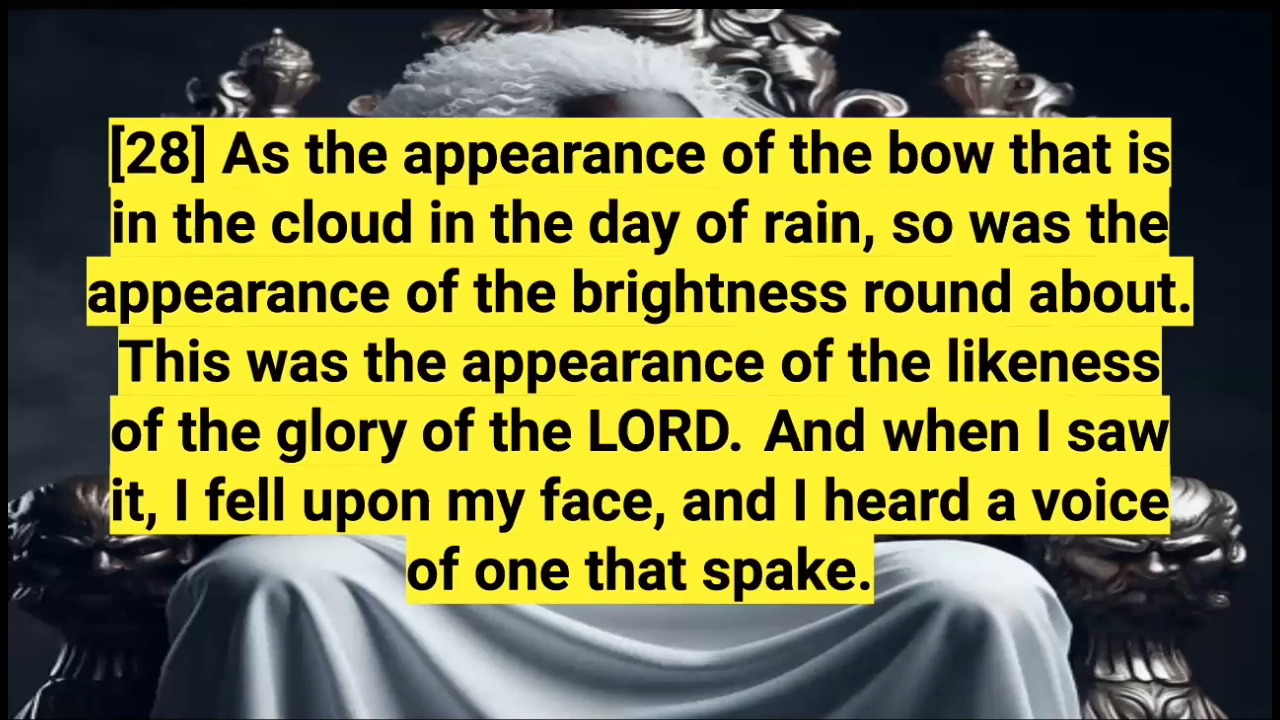 [28] As the appearance of the bow that is
in the cloud in the day of rain, so was the
appearance of the brightness round about.
This was the appearance of the likeness
of the glory of the LORD. And when I saw
it, I fell upon my face, and I heard a voice
of one that spake.